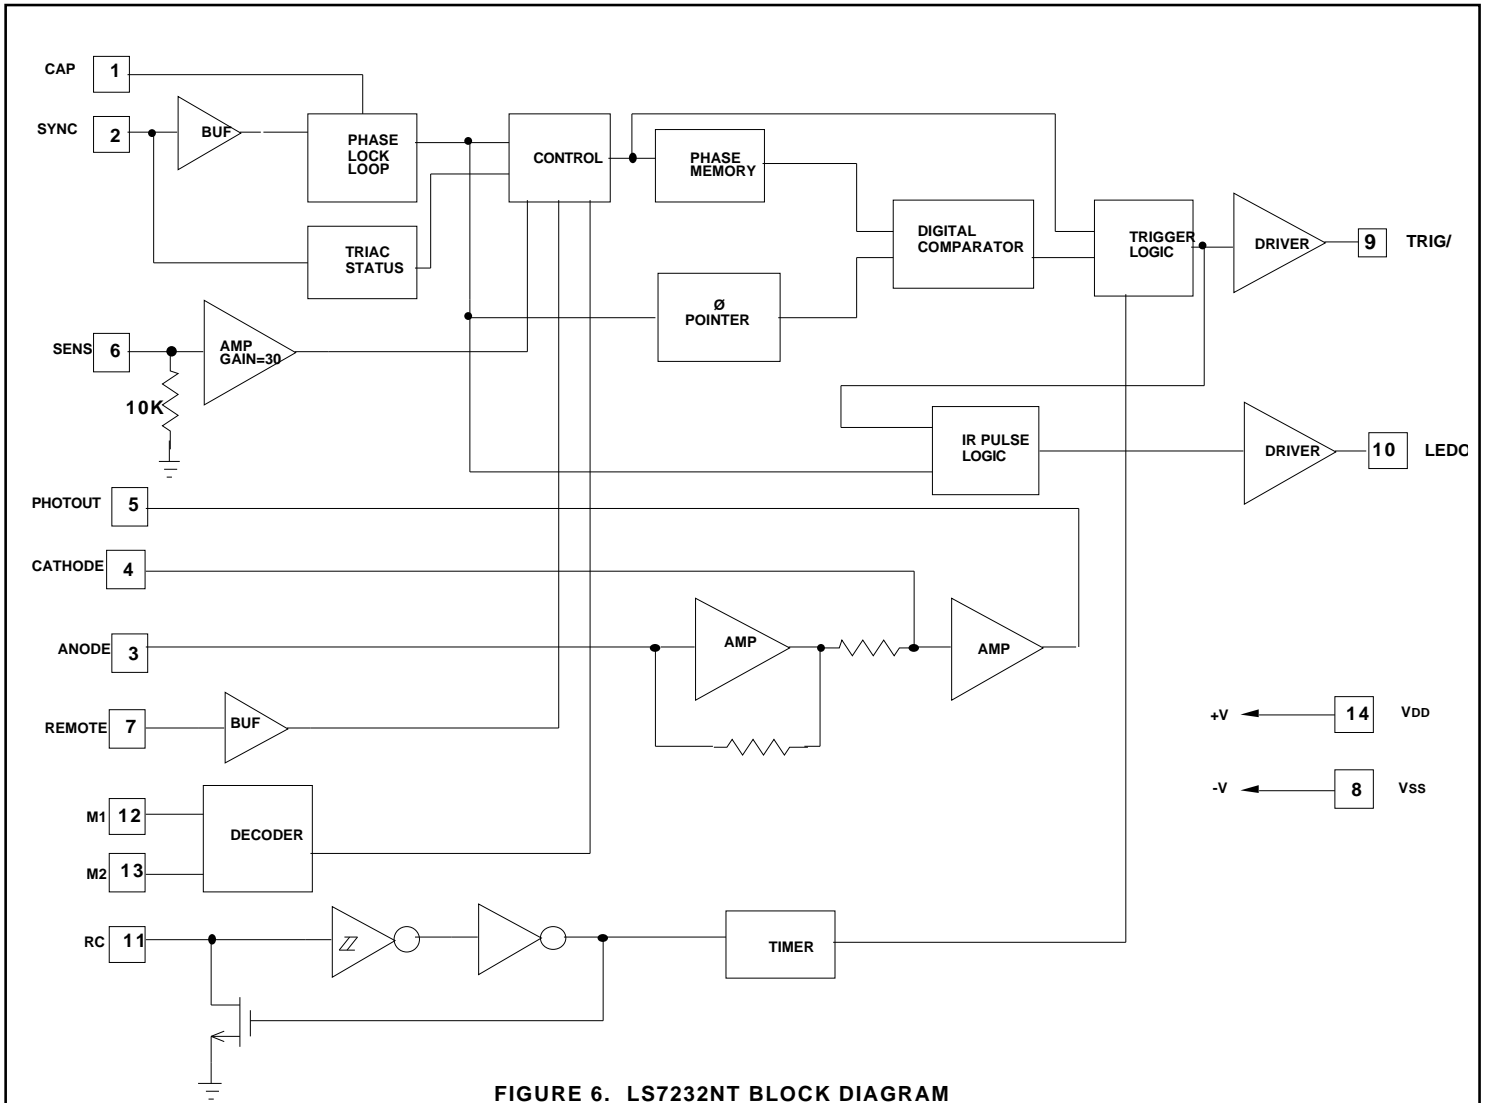 CAP 1
SYNC 2
BUF
PHASE
LOCK
LOOP
CONTROL
PHASE
MEMORY
TRIAC
STATUS
DIGITAL
COMPARATOR
TRIGGER
LOGIC
DRIVER
9 TRIG/
Ø
POINTER
SENS 6
AMP
GAIN=30
10K
IR PULSE
LOGIC
DRIVER
10 LEDO
PHOTOUT 5
CATHODE 4
ANODE 3
AMP
AMP
REMOTE 7
BUF
+V 14 VDD
-V 8 VSS
M1 12
DECODER
M2 13
RC 11
TIMER
FIGURE 6. LS7232NT BLOCK DIAGRAM